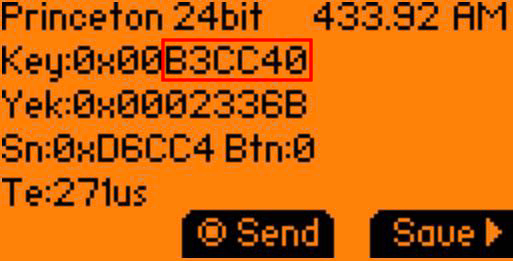 Princeton 24bit 433.92 AM
Key:0x00B3CC40
Yek:0x0002336B
Sn:0xD6CC4 Btn:0
Te:271us
Send Save